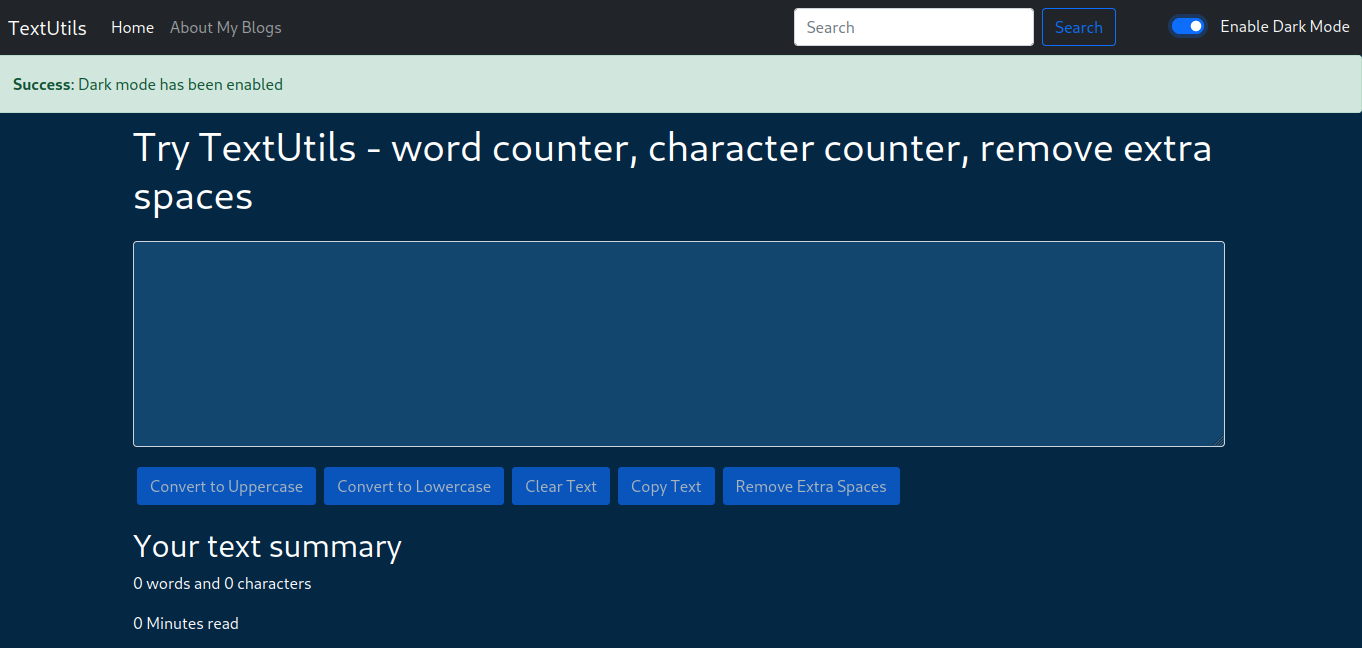 TextUtils Home About My Blogs Search Search Enable Dark Mode
Success: Dark mode has been enabled
Try TextUtils - word counter, character counter, remove extra
spaces
Convert to Uppercase Convert to Lowercase Clear Text Copy Text Remove Extra Spaces
Your text summary
0 words and 0 characters
0 Minutes read